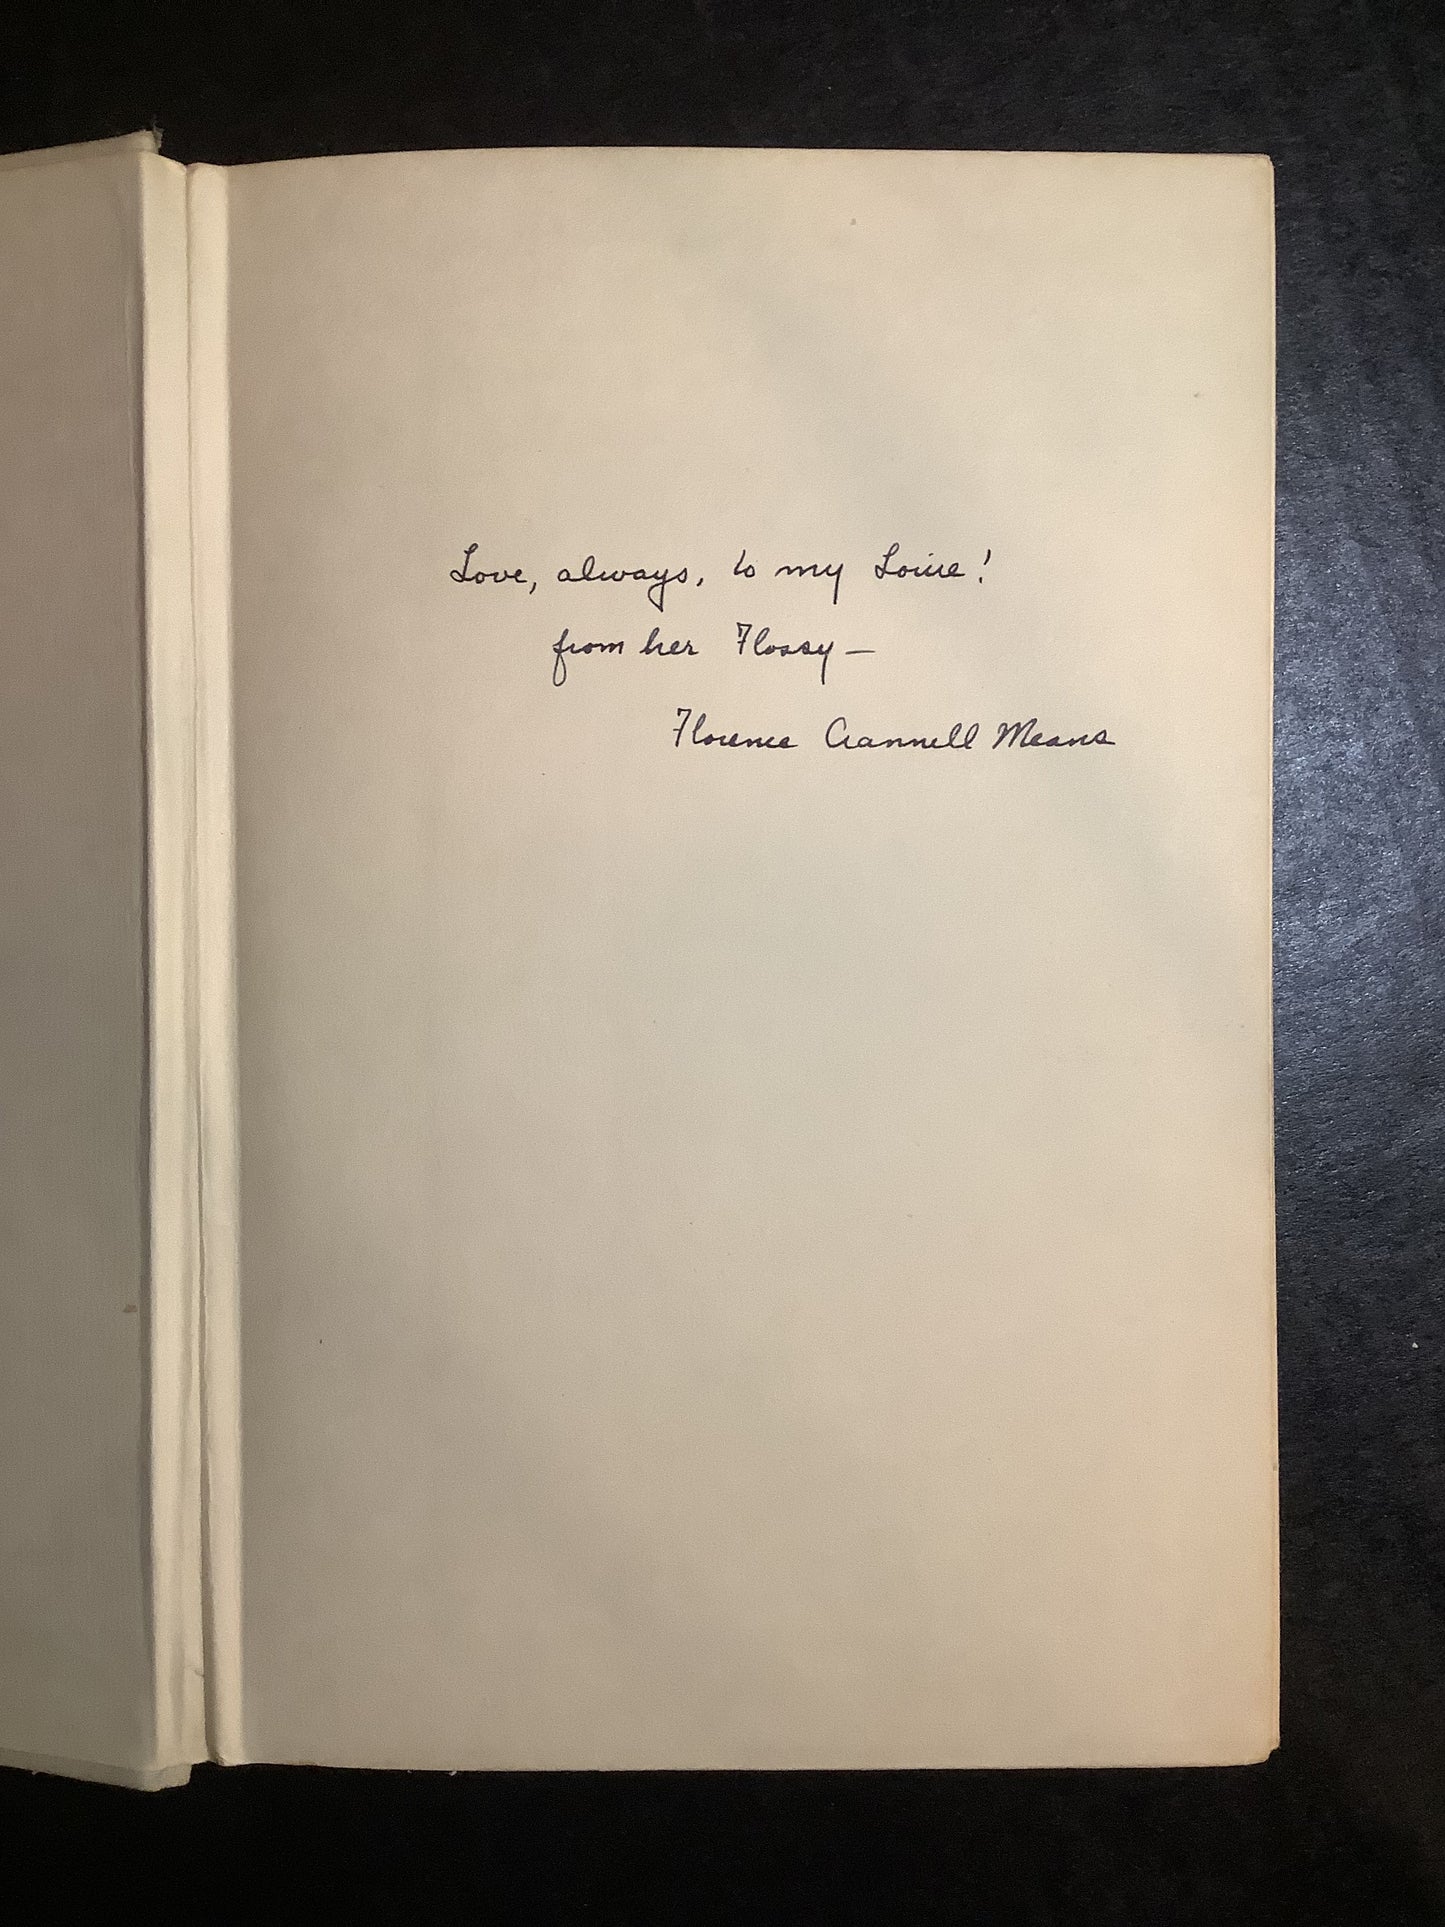 Love, always, to my Louise!
from her Flossy —
Florence Crannell Means